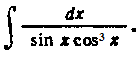 ∫ dx / (sin x cos³ x) .